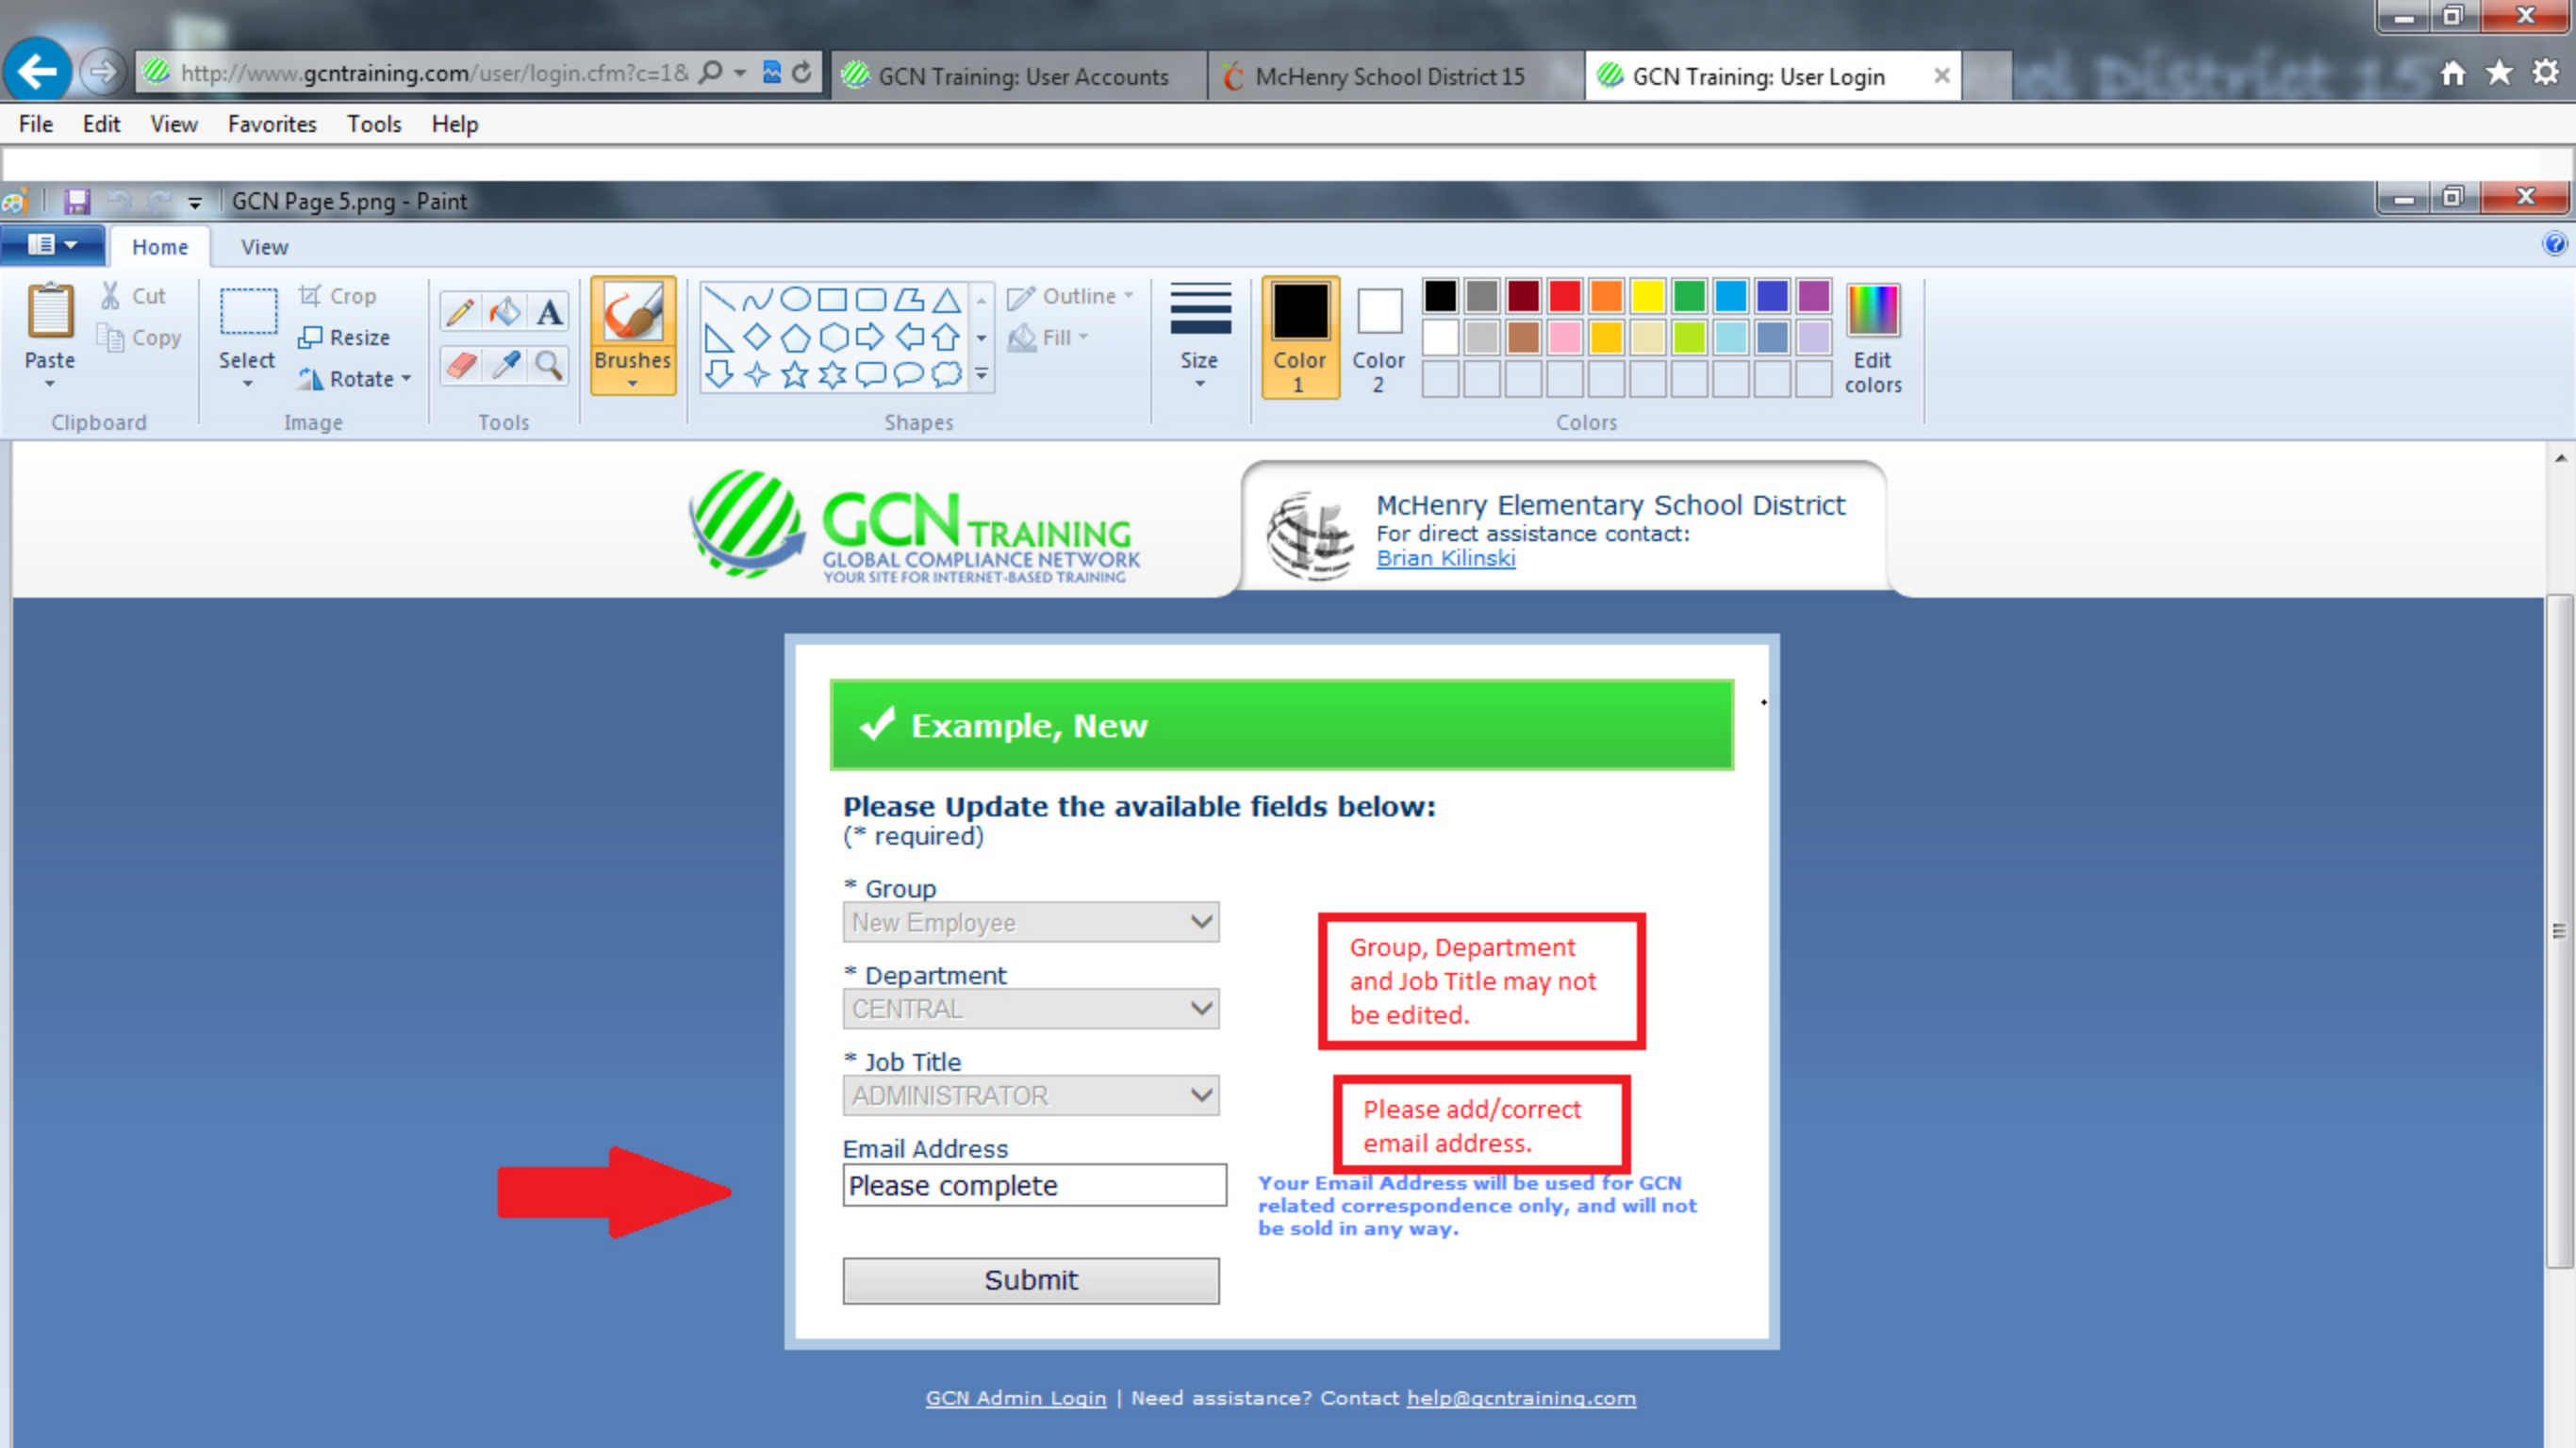 http://www.gcntraining.com/user/login.cfm?c=1&
GCN Training: User Accounts
McHenry School District 15
GCN Training: User Login
ool District 15
File Edit View Favorites Tools Help
GCN Page 5.png - Paint
Home View
Paste
Cut
Copy
Clipboard
Select
Crop
Resize
Rotate
Image
A
Tools
Brushes
Shapes
Outline
Fill
Size
Color 1
Color 2
Edit colors
Colors
GCN TRAINING
GLOBAL COMPLIANCE NETWORK
YOUR SITE FOR INTERNET-BASED TRAINING
15
McHenry Elementary School District
For direct assistance contact:
Brian Kilinski
Example, New
Please Update the available fields below:
(* required)
* Group
New Employee
* Department
CENTRAL
* Job Title
ADMINISTRATOR
Email Address
Please complete
Group, Department
and Job Title may not
be edited.
Please add/correct
email address.
Your Email Address will be used for GCN
related correspondence only, and will not
be sold in any way.
Submit
GCN Admin Login | Need assistance? Contact help@gcntraining.com